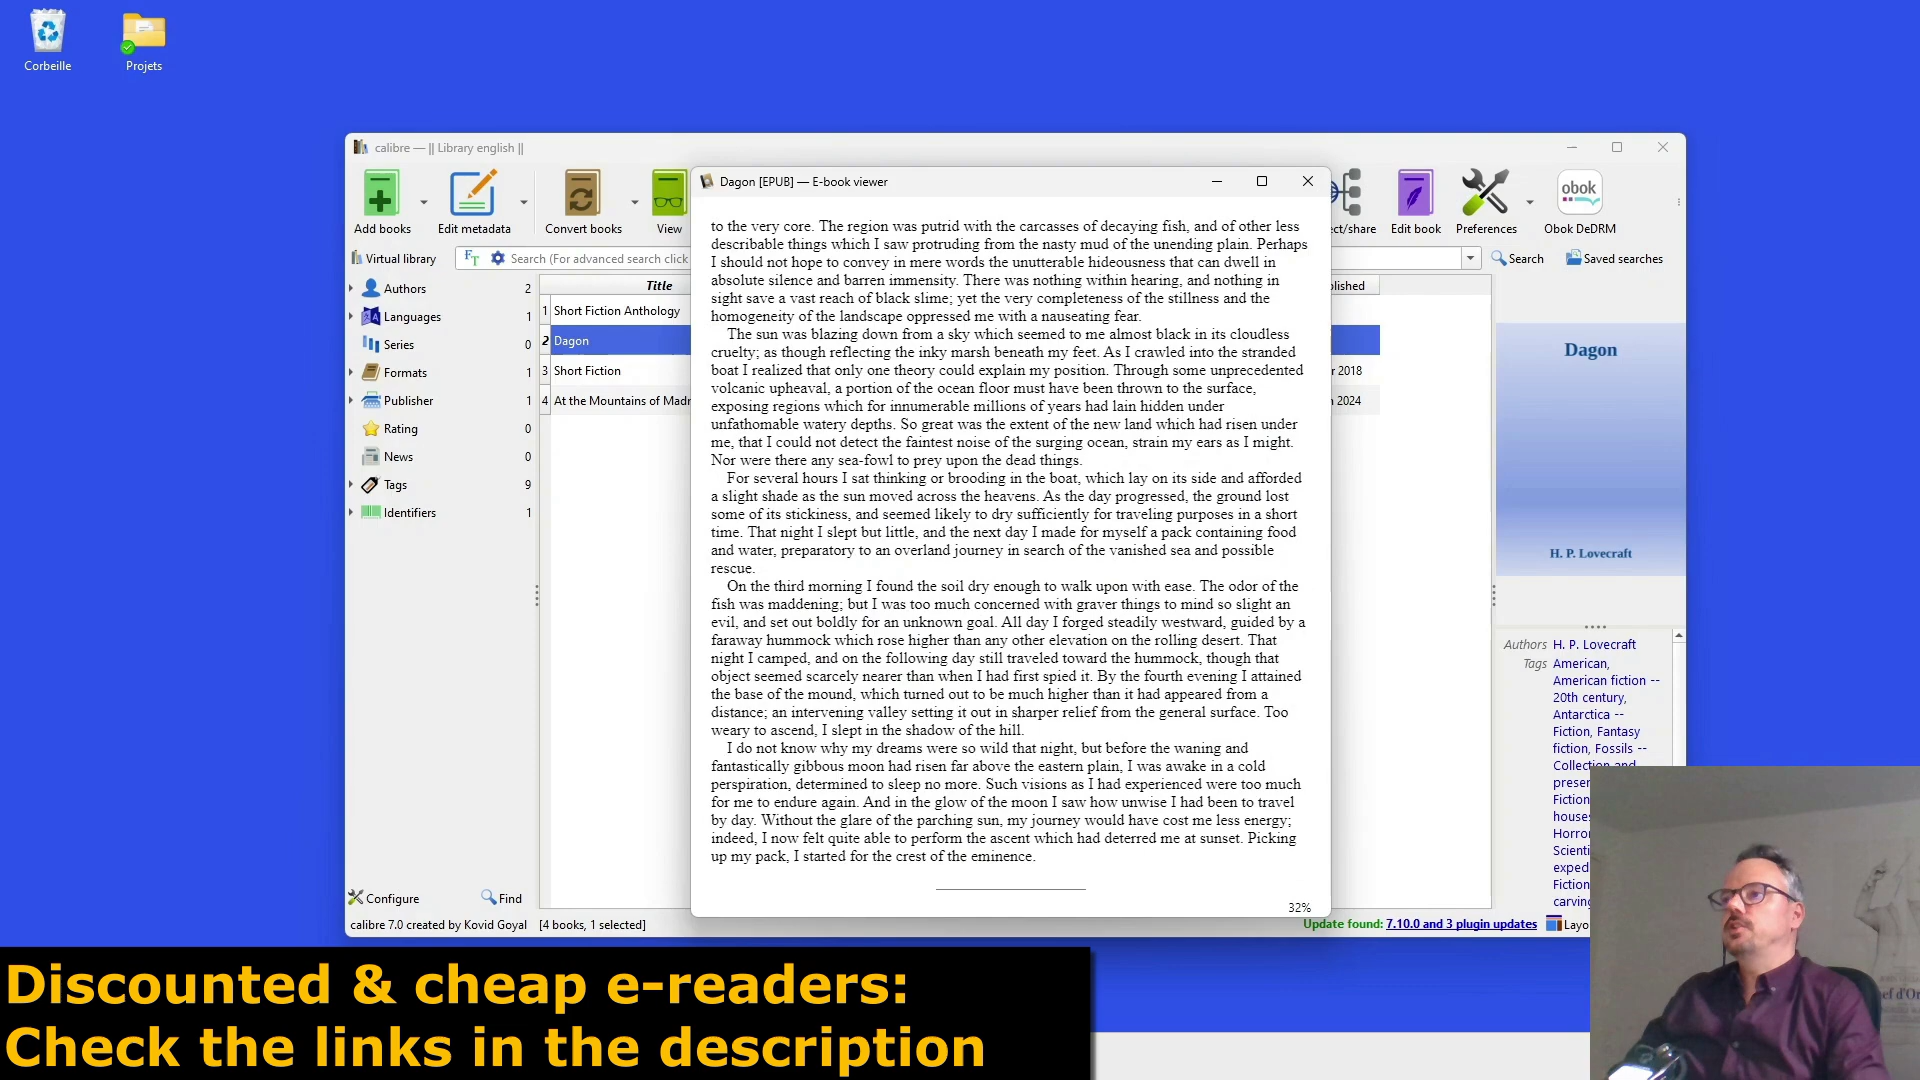 Corbeille
Projets
calibre — || Library english ||
Add books
Edit metadata
Convert books
View
ect/share
Edit book
Preferences
obok
Obok DeDRM
Virtual library
FT
Search (For advanced search click
Search
Saved searches
Authors 2
Languages 1
Series 0
Formats 1
Publisher 1
Rating 0
News 0
Tags 9
Identifiers 1
Configure
Find
Title
1 Short Fiction Anthology
2 Dagon
3 Short Fiction
4 At the Mountains of Madn
Dagon [EPUB] — E-book viewer
to the very core. The region was putrid with the carcasses of decaying fish, and of other less
describable things which I saw protruding from the nasty mud of the unending plain. Perhaps
I should not hope to convey in mere words the unutterable hideousness that can dwell in
absolute silence and barren immensity. There was nothing within hearing, and nothing in
sight save a vast reach of black slime; yet the very completeness of the stillness and the
homogeneity of the landscape oppressed me with a nauseating fear.
The sun was blazing down from a sky which seemed to me almost black in its cloudless
cruelty; as though reflecting the inky marsh beneath my feet. As I crawled into the stranded
boat I realized that only one theory could explain my position. Through some unprecedented
volcanic upheaval, a portion of the ocean floor must have been thrown to the surface,
exposing regions which for innumerable millions of years had lain hidden under
unfathomable watery depths. So great was the extent of the new land which had risen under
me, that I could not detect the faintest noise of the surging ocean, strain my ears as I might.
Nor were there any sea-fowl to prey upon the dead things.
For several hours I sat thinking or brooding in the boat, which lay on its side and afforded
a slight shade as the sun moved across the heavens. As the day progressed, the ground lost
some of its stickiness, and seemed likely to dry sufficiently for traveling purposes in a short
time. That night I slept but little, and the next day I made for myself a pack containing food
and water, preparatory to an overland journey in search of the vanished sea and possible
rescue.
On the third morning I found the soil dry enough to walk upon with ease. The odor of the
fish was maddening; but I was too much concerned with graver things to mind so slight an
evil, and set out boldly for an unknown goal. All day I forged steadily westward, guided by a
faraway hummock which rose higher than any other elevation on the rolling desert. That
night I camped, and on the following day still traveled toward the hummock, though that
object seemed scarcely nearer than when I had first spied it. By the fourth evening I attained
the base of the mound, which turned out to be much higher than it had appeared from a
distance; an intervening valley setting it out in sharper relief from the general surface. Too
weary to ascend, I slept in the shadow of the hill.
I do not know why my dreams were so wild that night, but before the waning and
fantastically gibbous moon had risen far above the eastern plain, I was awake in a cold
perspiration, determined to sleep no more. Such visions as I had experienced were too much
for me to endure again. And in the glow of the moon I saw how unwise I had been to travel
by day. Without the glare of the parching sun, my journey would have cost me less energy;
indeed, I now felt quite able to perform the ascent which had deterred me at sunset. Picking
up my pack, I started for the crest of the eminence.
32%
blished
r 2018
2024
Dagon
H. P. Lovecraft
Authors H. P. Lovecraft
Tags American,
American fiction --
20th century,
Antarctica --
Fiction, Fantasy
fiction, Fossils --
Collection and
preser
Fiction
house
Horro
Scienti
exped
Fiction
carving
calibre 7.0 created by Kovid Goyal [4 books, 1 selected]
Update found: 7.10.0 and 3 plugin updates
Layo
ef d'Or
Discounted & cheap e-readers:
Check the links in the description